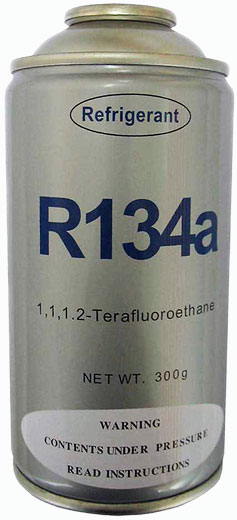 Refrigerant
R134a
1,1,1.2-Terafluoroethane
NET WT. 300g
WARNING
CONTENTS UNDER PRESSURE
READ INSTRUCTIONS